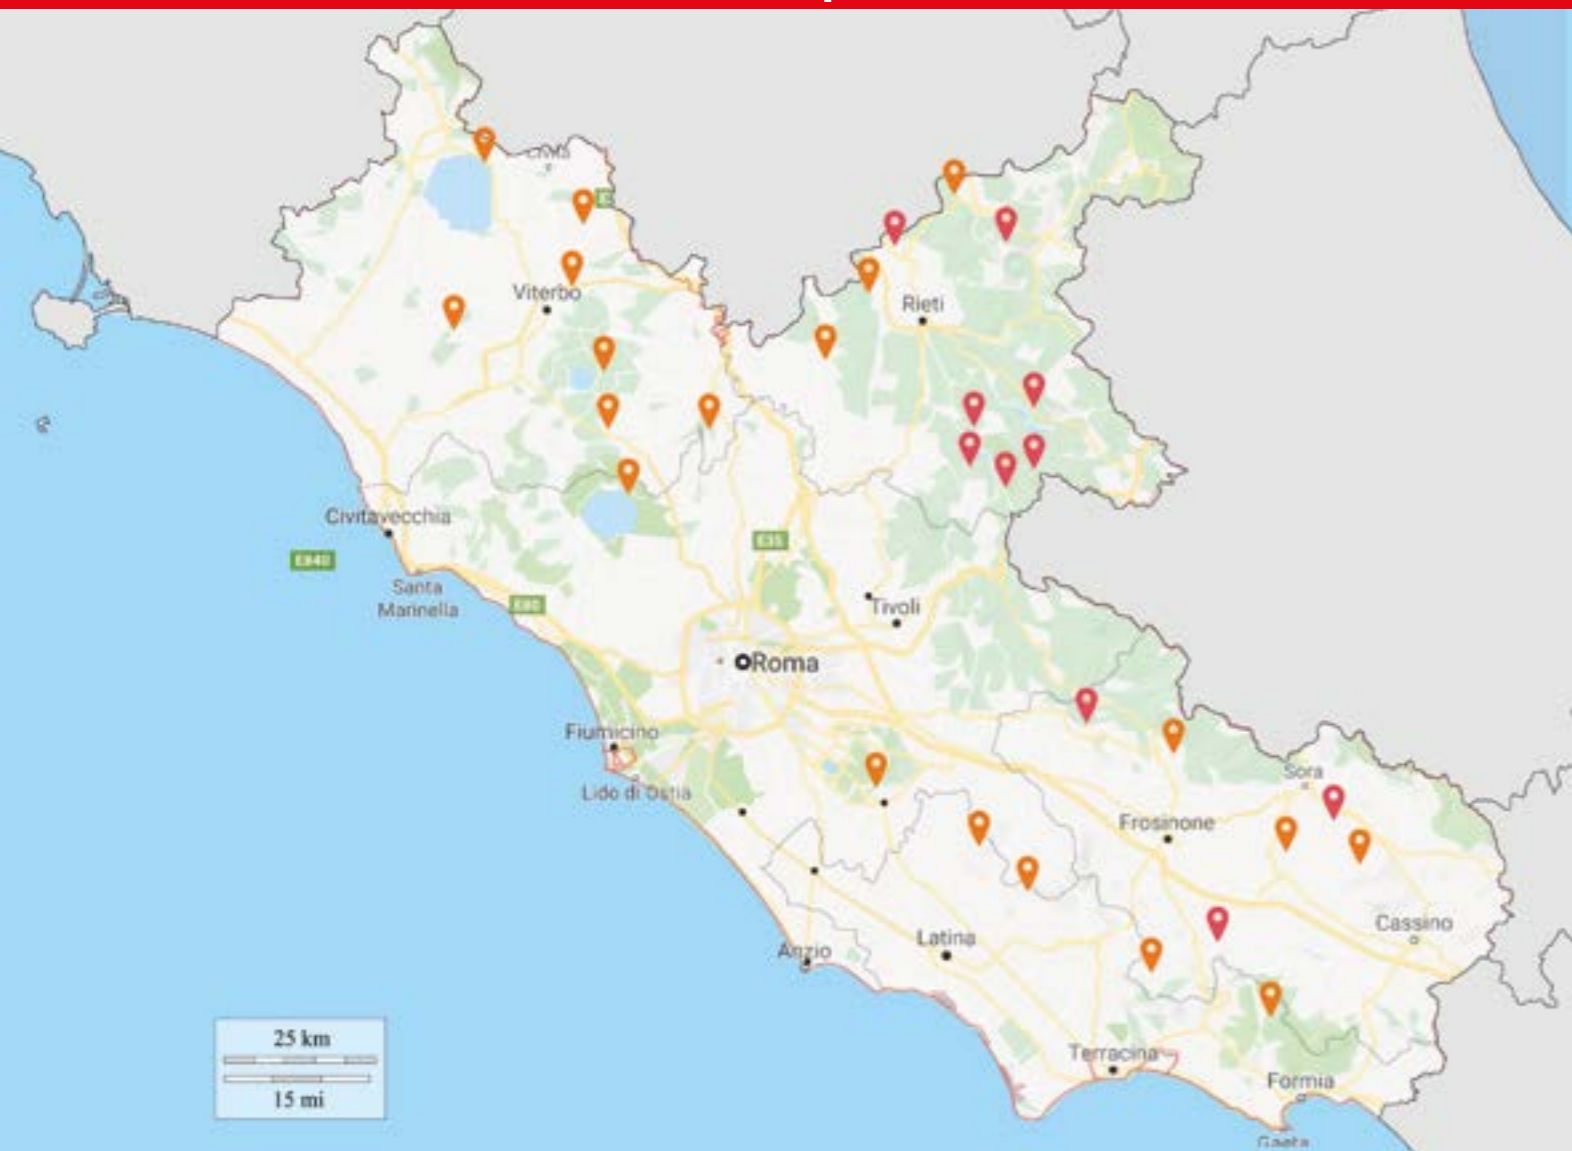 Civita
Viterbo
Rieti
Civitavecchia
E35
E840
Santa
Marinella
E80
Tivoli
Roma
Fiumicino
Lido di Ostia
Sora
Frosinone
Cassino
Latina
Anzio
Terracina
Formia
Gaeta
25 km
15 mi